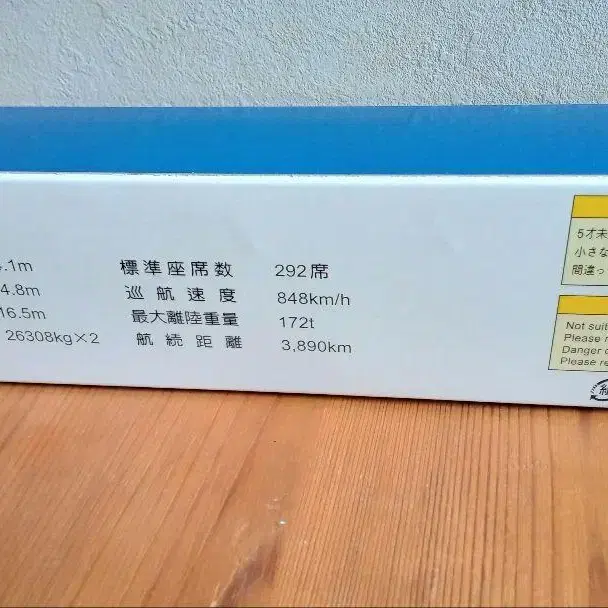 .1m 標準座席数 292席
4.8m 巡航速度 848km/h
16.5m 最大離陸重量 172t
26308kg×2 航続距離 3,890km
5才未
小さな
間違っ
Not suit
Please r
Danger o
Please re